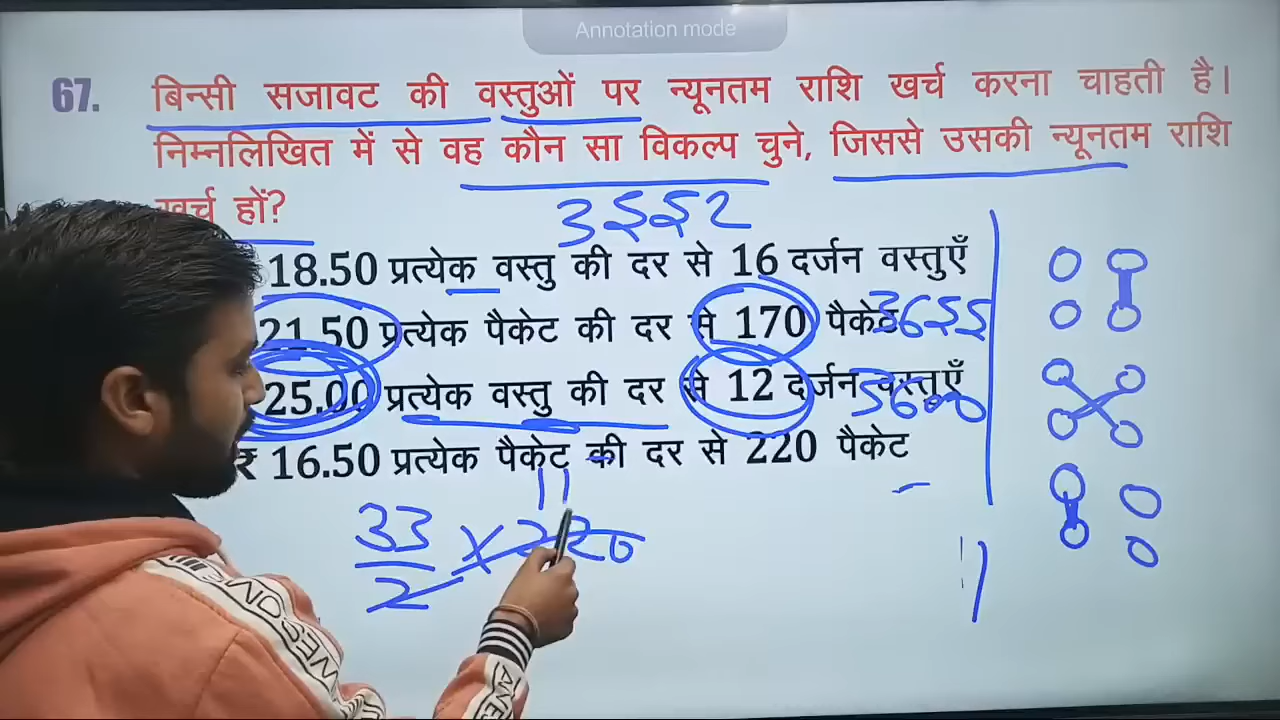 Annotation mode
67. बिन्सी सजावट की वस्तुओं पर न्यूनतम राशि खर्च करना चाहती है।
निम्नलिखित में से वह कौन सा विकल्प चुने, जिससे उसकी न्यूनतम राशि
खर्च हों?
3552
18.50 प्रत्येक वस्तु की दर से 16 दर्जन वस्तुएँ
21.50 प्रत्येक पैकेट की दर से 170 पैकेट 3655
25.00 प्रत्येक वस्तु की दर से 12 दर्जन वस्तुएँ 3600
₹ 16.50 प्रत्येक पैकेट की दर से 220 पैकेट
11
33 × 220
2